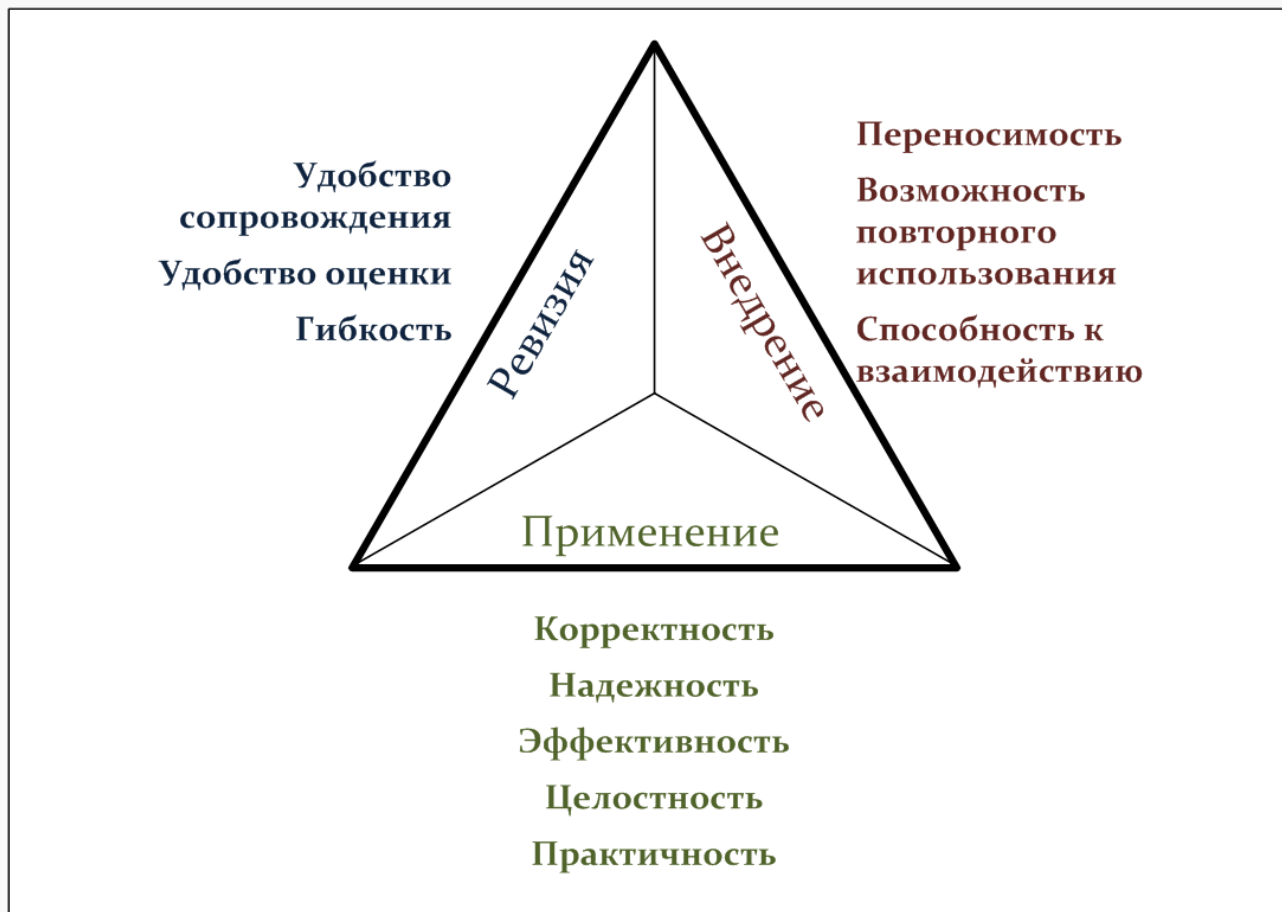 Удобство
сопровождения
Удобство оценки
Гибкость
Ревизия
Внедрение
Переносимость
Возможность
повторного
использования
Способность к
взаимодействию
Применение
Корректность
Надежность
Эффективность
Целостность
Практичность